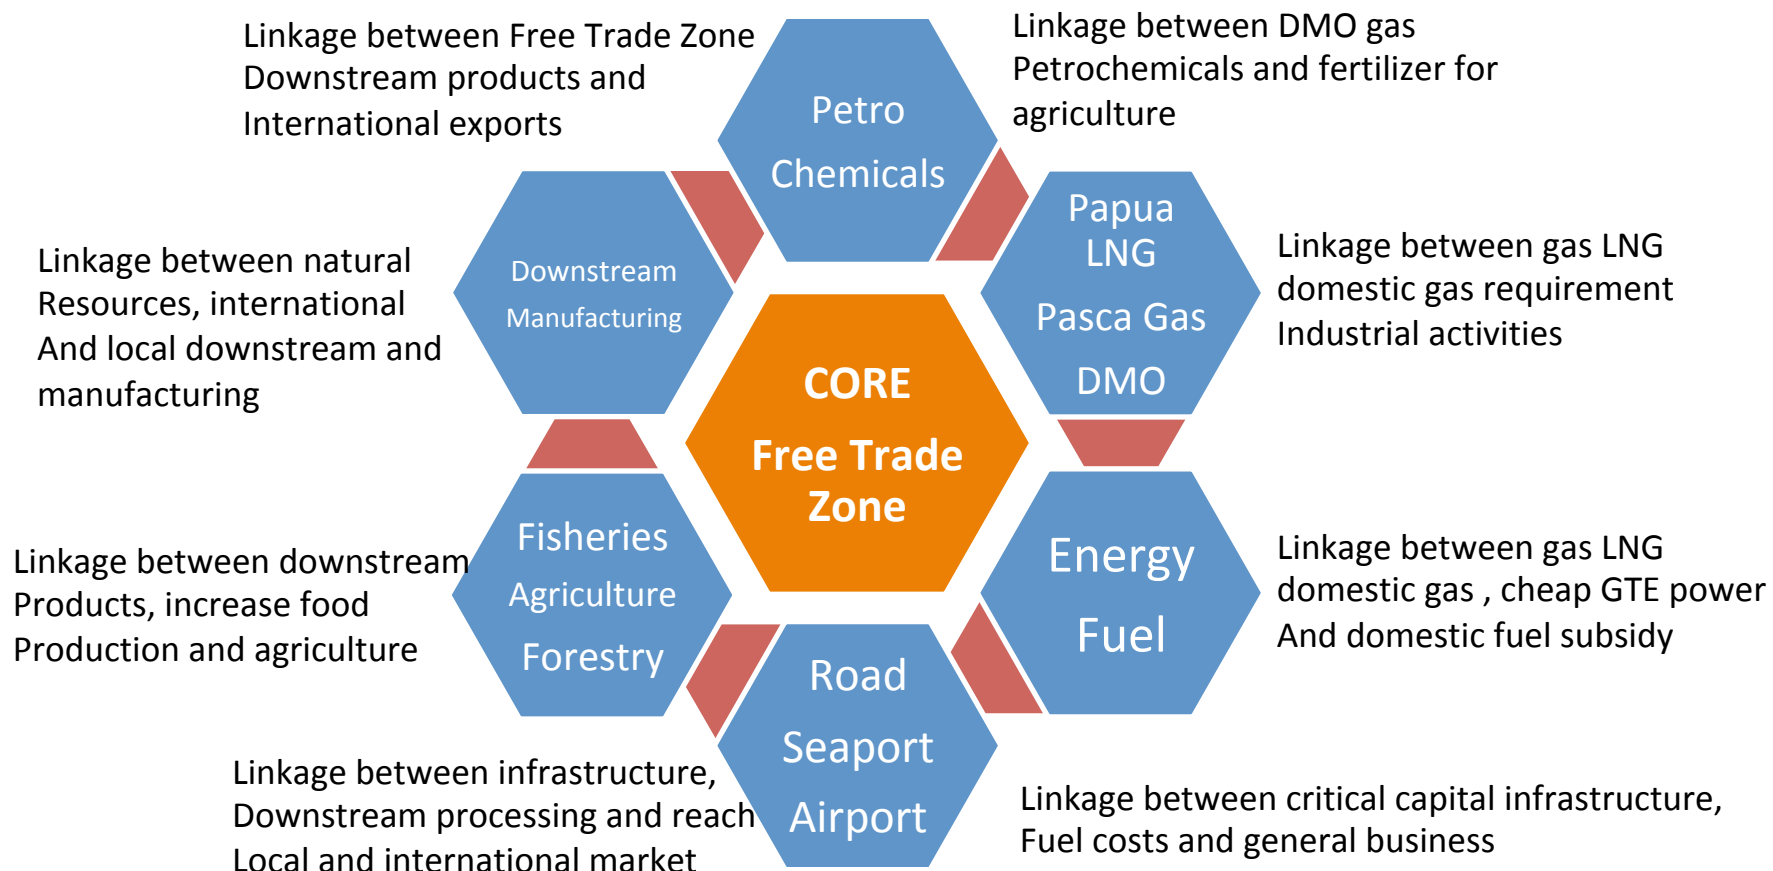 Linkage between Free Trade Zone
Downstream products and
International exports
Petro
Chemicals
Linkage between DMO gas
Petrochemicals and fertilizer for
agriculture
Linkage between natural
Resources, international
And local downstream and
manufacturing
Downstream
Manufacturing
Papua
LNG
Pasca Gas
DMO
Linkage between gas LNG
domestic gas requirement
Industrial activities
CORE
Free Trade
Zone
Linkage between downstream
Products, increase food
Production and agriculture
Fisheries
Agriculture
Forestry
Energy
Fuel
Linkage between gas LNG
domestic gas , cheap GTE power
And domestic fuel subsidy
Linkage between infrastructure,
Downstream processing and reach
Local and international market
Road
Seaport
Airport
Linkage between critical capital infrastructure,
Fuel costs and general business